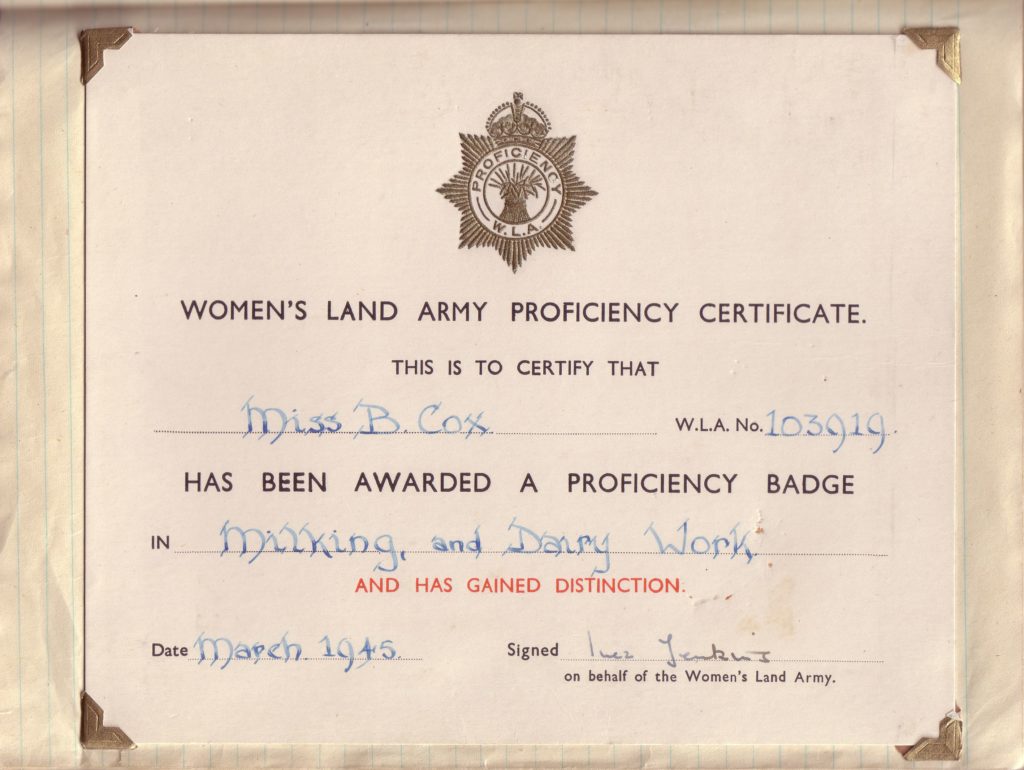 PROFICIENCY
W.L.A.
WOMEN'S LAND ARMY PROFICIENCY CERTIFICATE.
THIS IS TO CERTIFY THAT
Miss B. Cox W.L.A. No. 103919.
HAS BEEN AWARDED A PROFICIENCY BADGE
IN Milking, and Dairy Work
AND HAS GAINED DISTINCTION.
Date March 1945. Signed Inez Jenkins
on behalf of the Women's Land Army.